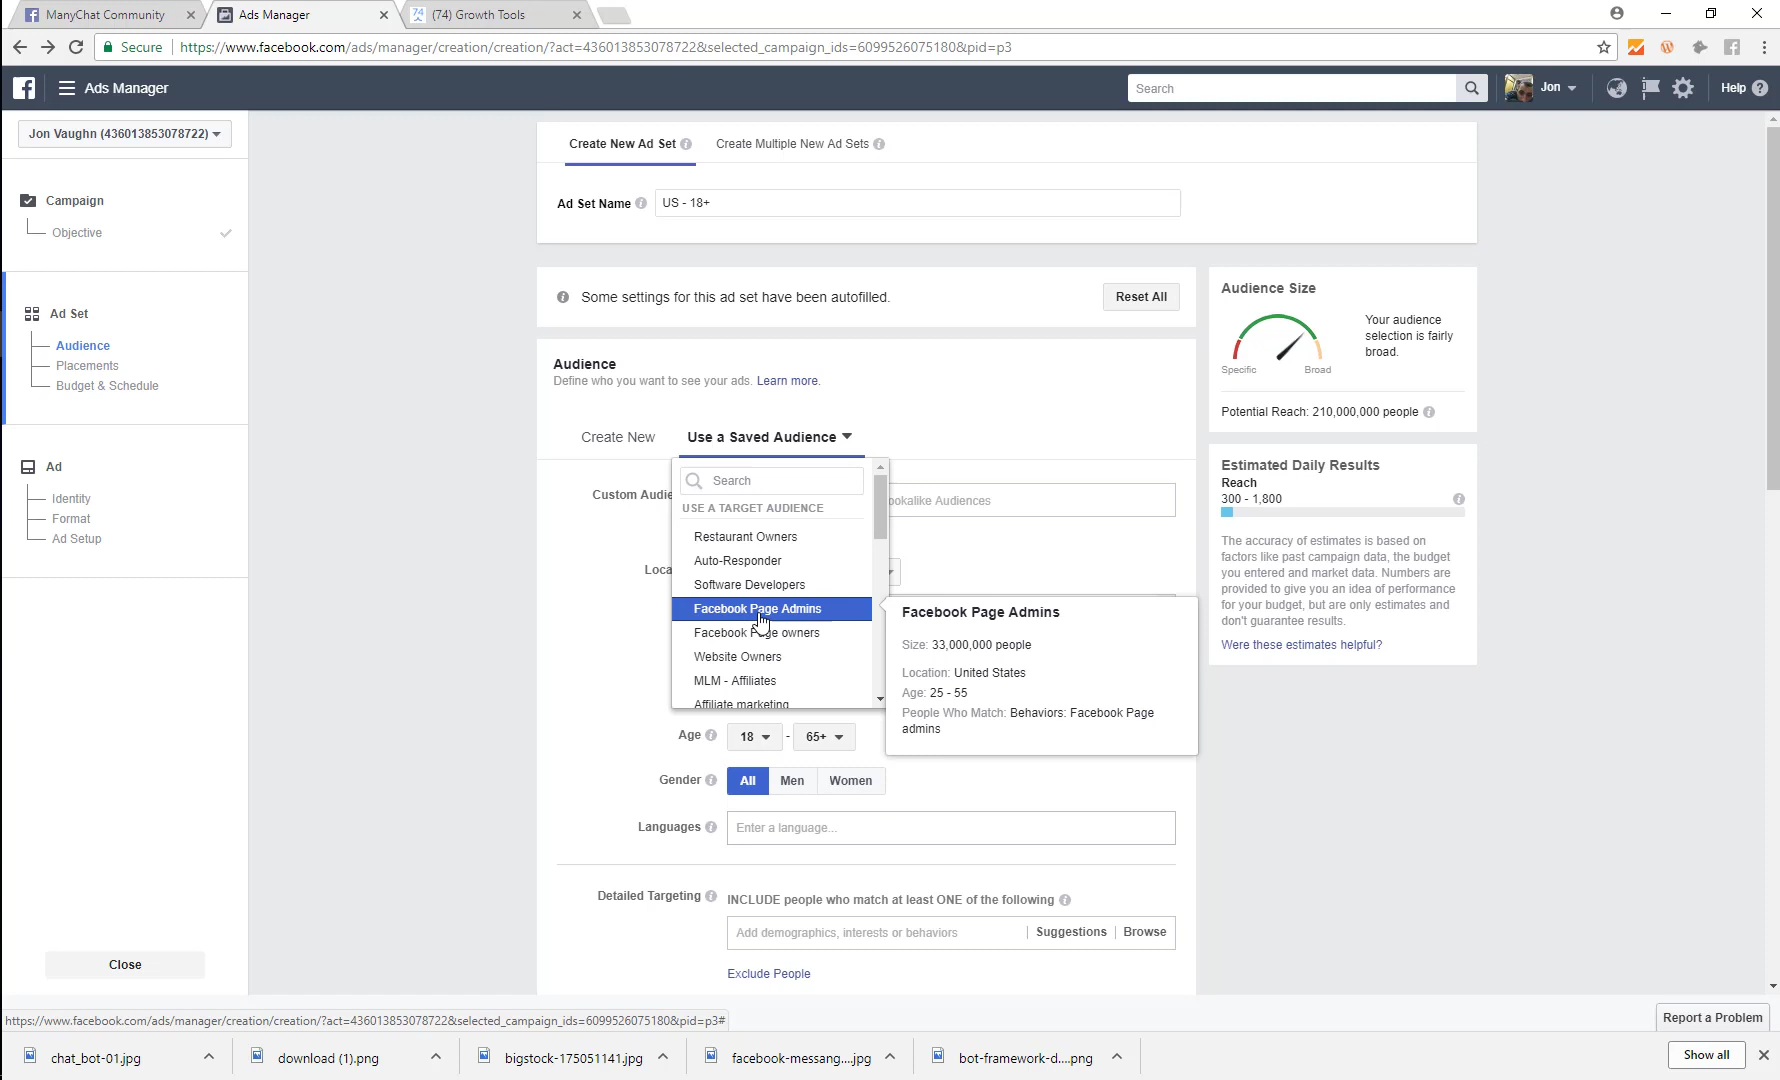 ManyChat Community
Ads Manager
(74) Growth Tools
Secure
https://www.facebook.com/ads/manager/creation/creation/?act=436013853078722&selected_campaign_ids=6099526075180&pid=p3
Ads Manager
Search
Jon
Help
Jon Vaughn (436013853078722)
Campaign
Objective
Ad Set
Audience
Placements
Budget & Schedule
Ad
Identity
Format
Ad Setup
Close
Create New Ad Set
Create Multiple New Ad Sets
Ad Set Name
US - 18+
Some settings for this ad set have been autofilled.
Reset All
Audience
Define who you want to see your ads. Learn more.
Create New
Use a Saved Audience
Custom Audie
ookalike Audiences
Loca
Search
USE A TARGET AUDIENCE
Restaurant Owners
Auto-Responder
Software Developers
Facebook Page Admins
Facebook Page owners
Website Owners
MLM - Affiliates
Affiliate marketing
Facebook Page Admins
Size: 33,000,000 people
Location: United States
Age: 25 - 55
People Who Match: Behaviors: Facebook Page
admins
Age
18
-
65+
Gender
All
Men
Women
Languages
Enter a language...
Detailed Targeting
INCLUDE people who match at least ONE of the following
Add demographics, interests or behaviors
Suggestions
Browse
Exclude People
Audience Size
Your audience
selection is fairly
broad.
Specific
Broad
Potential Reach: 210,000,000 people
Estimated Daily Results
Reach
300 - 1,800
The accuracy of estimates is based on
factors like past campaign data, the budget
you entered and market data. Numbers are
provided to give you an idea of performance
for your budget, but are only estimates and
don't guarantee results.
Were these estimates helpful?
Report a Problem
https://www.facebook.com/ads/manager/creation/creation/?act=436013853078722&selected_campaign_ids=6099526075180&pid=p3#
chat_bot-01.jpg
download (1).png
bigstock-175051141.jpg
facebook-messang....jpg
bot-framework-d....png
Show all